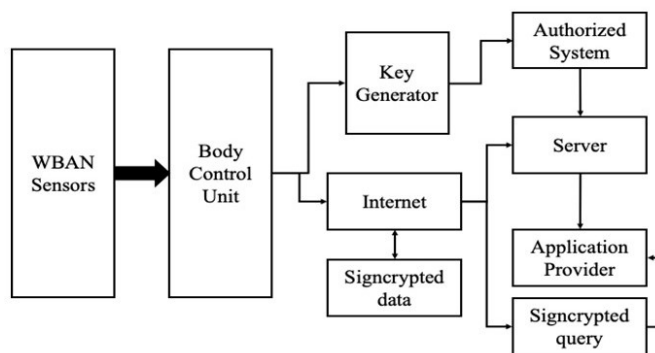 WBAN
Sensors
Body
Control
Unit
Key
Generator
Internet
Signcrypted
data
Authorized
System
Server
Application
Provider
Signcrypted
query